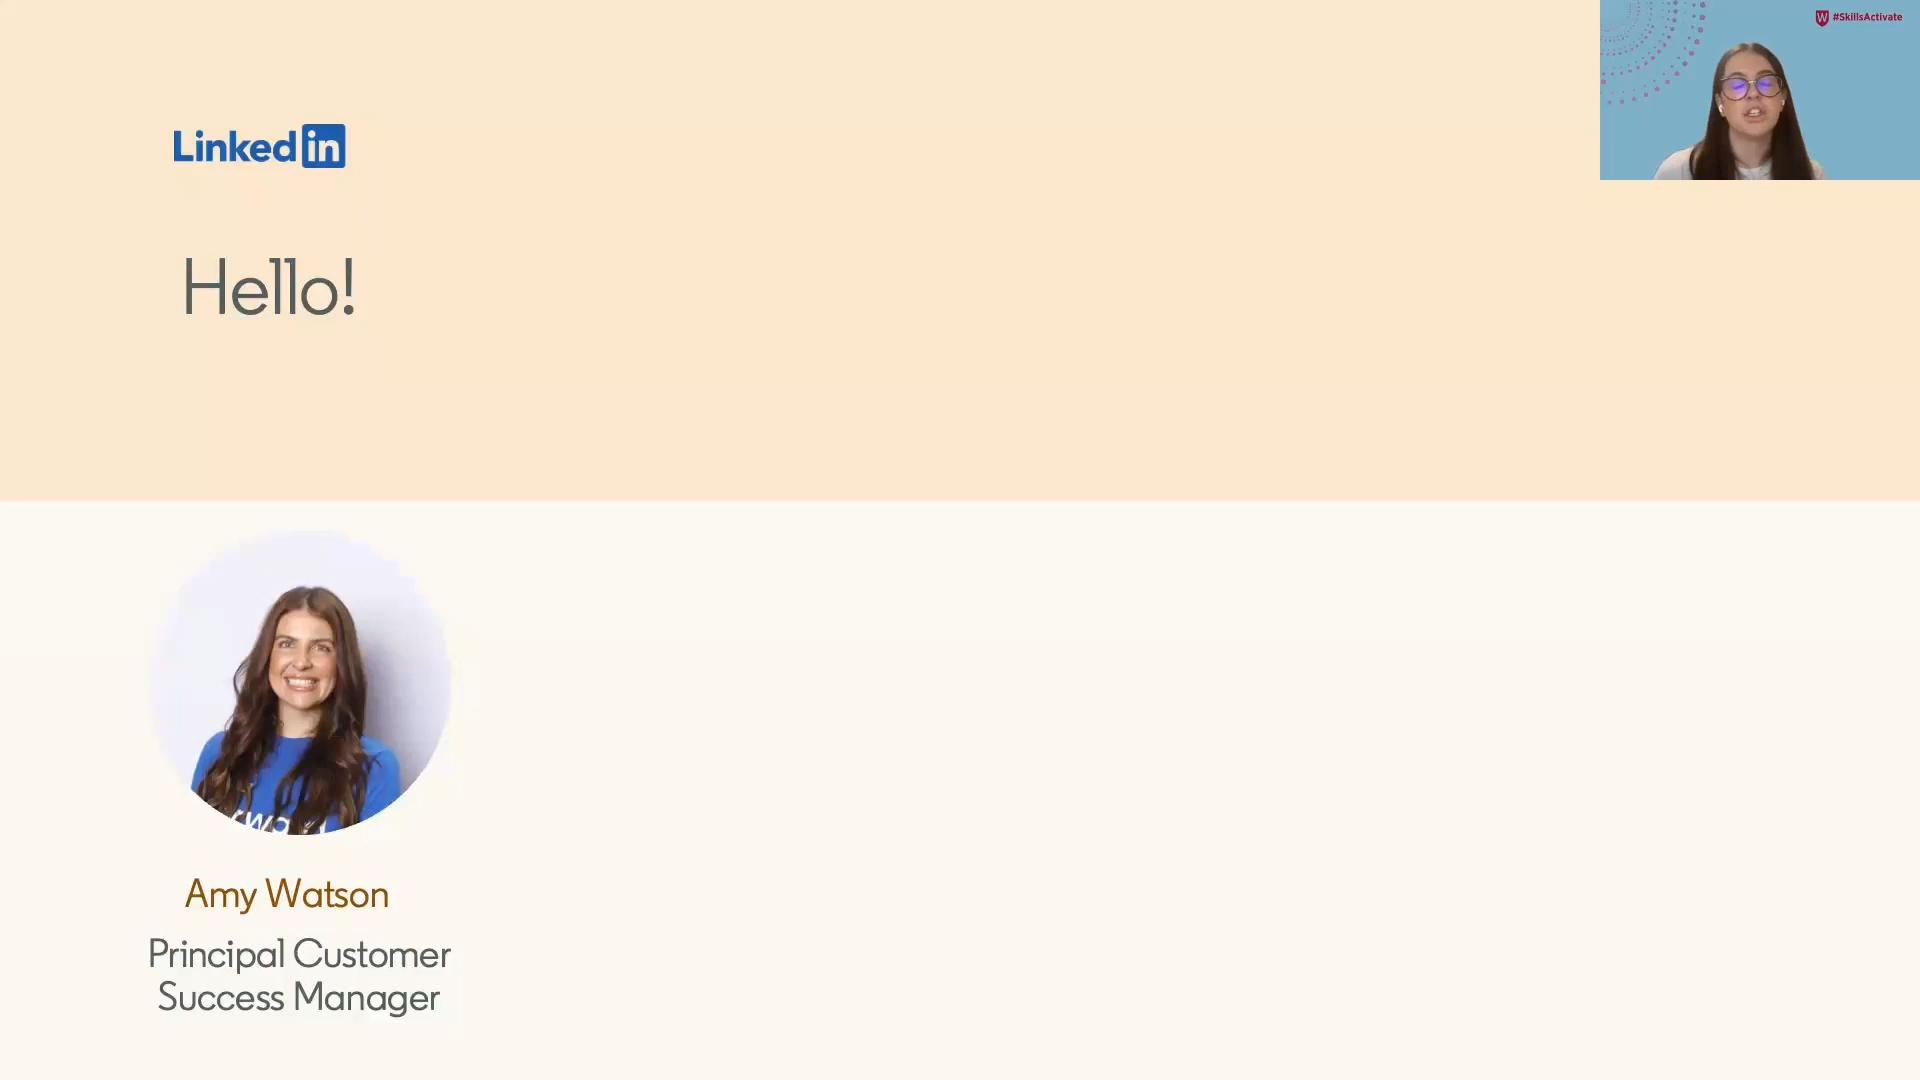 #SkillsActivate
Linkedin
Hello!
Amy Watson
Principal Customer
Success Manager